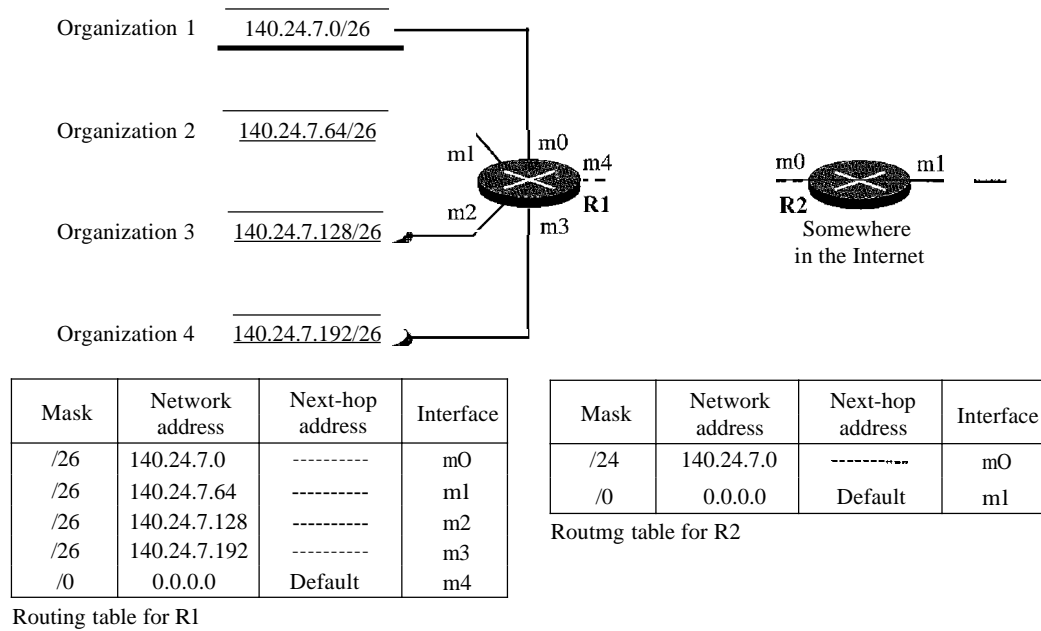 Organization 1 140.24.7.0/26
Organization 2 140.24.7.64/26
Organization 3 140.24.7.128/26
Organization 4 140.24.7.192/26
m0
m1
m4
R1
m2
m3
m0
m1
R2
Somewhere
in the Internet
Mask Network address Next-hop address Interface
/26 140.24.7.0 ---------- mO
/26 140.24.7.64 ---------- ml
/26 140.24.7.128 ---------- m2
/26 140.24.7.192 ---------- m3
/0 0.0.0.0 Default m4
Routing table for Rl
Mask Network address Next-hop address Interface
/24 140.24.7.0 ---------- mO
/0 0.0.0.0 Default ml
Routmg table for R2